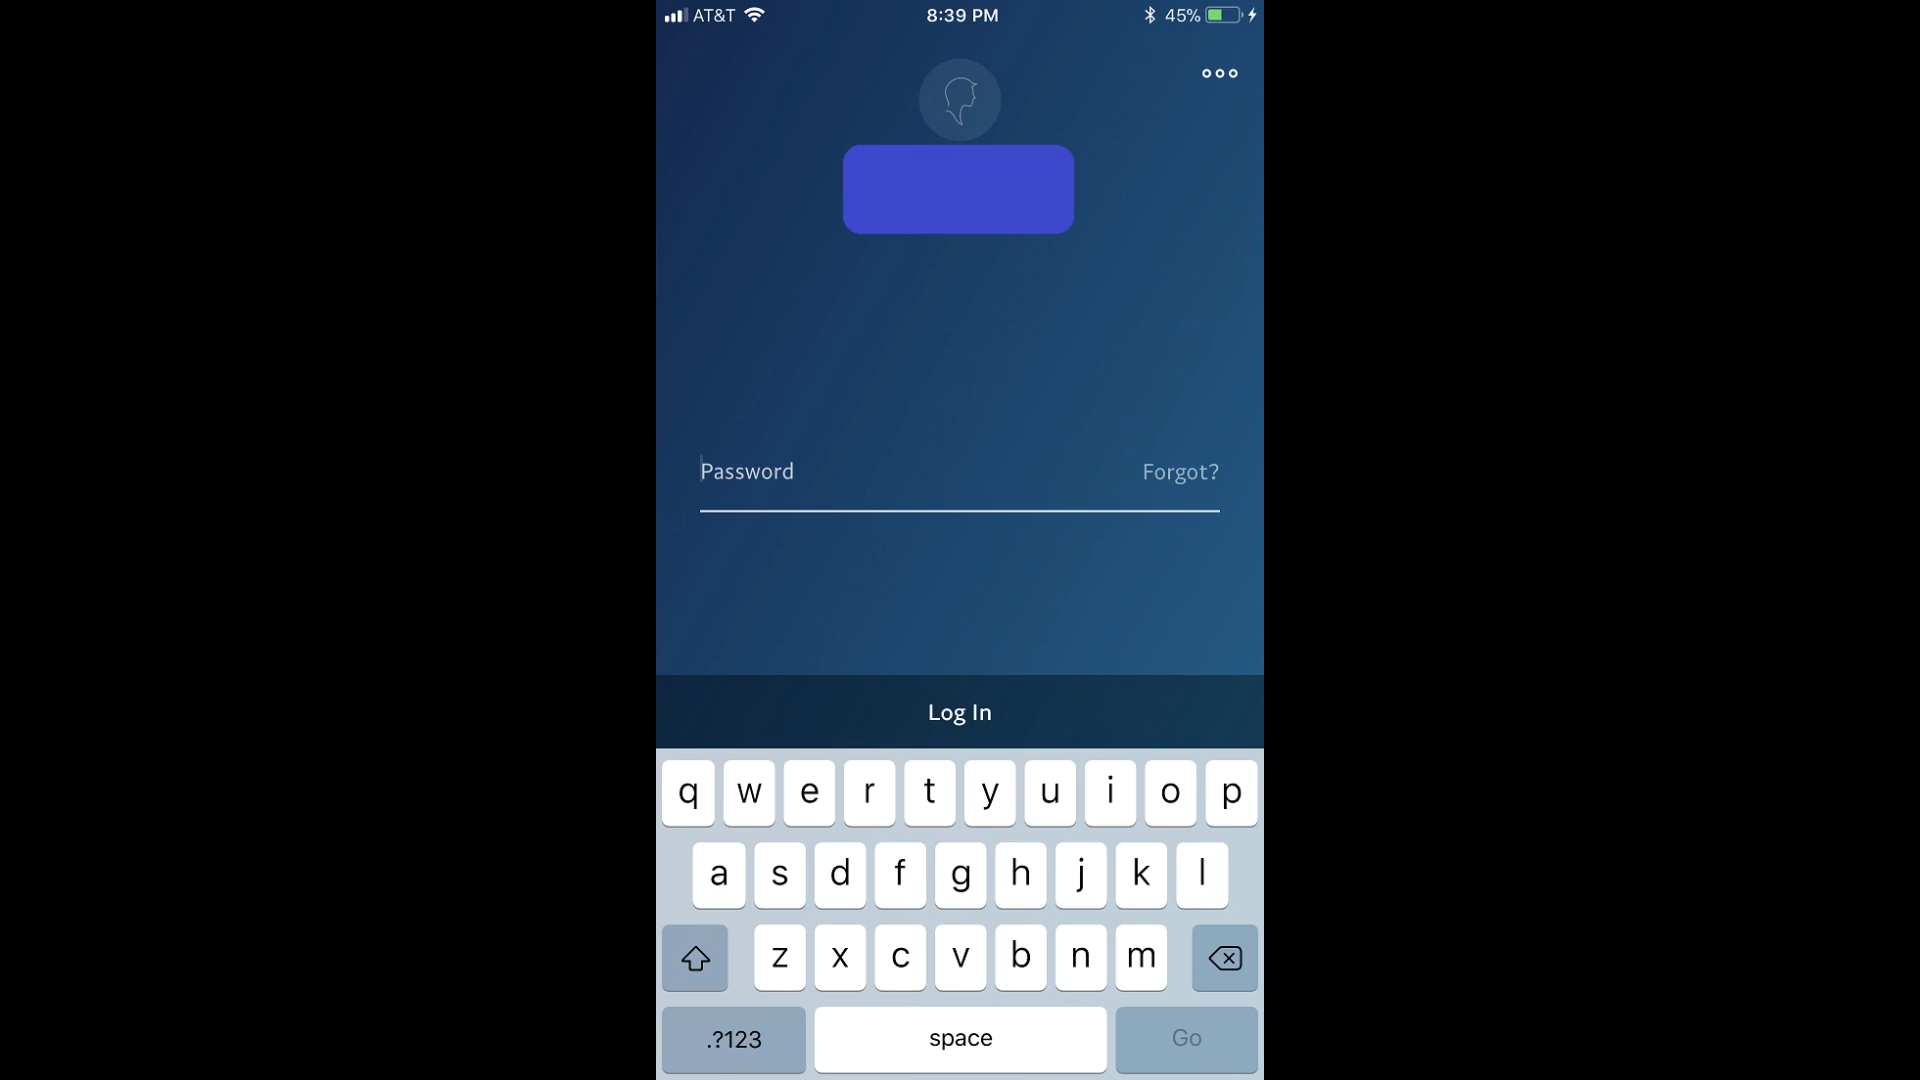 AT&T 8:39 PM 45%
Password Forgot?
Log In
q w e r t y u i o p
a s d f g h j k l
z x c v b n m
.?123 space Go